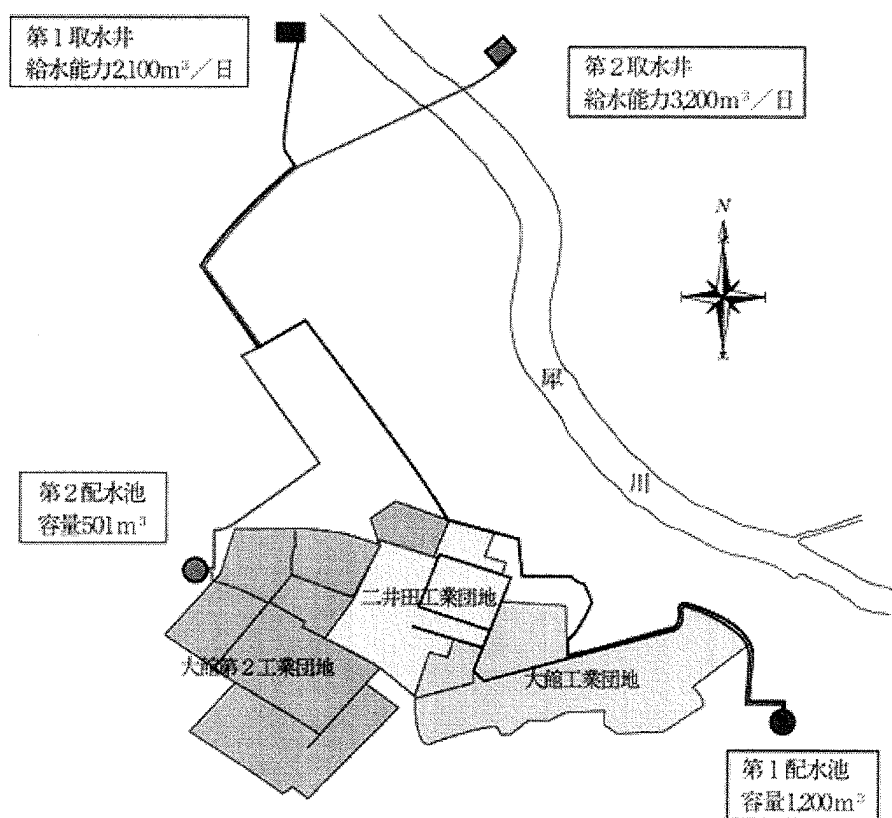 第1取水井
給水能力2,100m³／日
第2取水井
給水能力3,200m³／日
N
犀
川
第2配水池
容量501m³
二井田工業団地
大館第2工業団地
大館工業団地
第1配水池
容量1,200m³